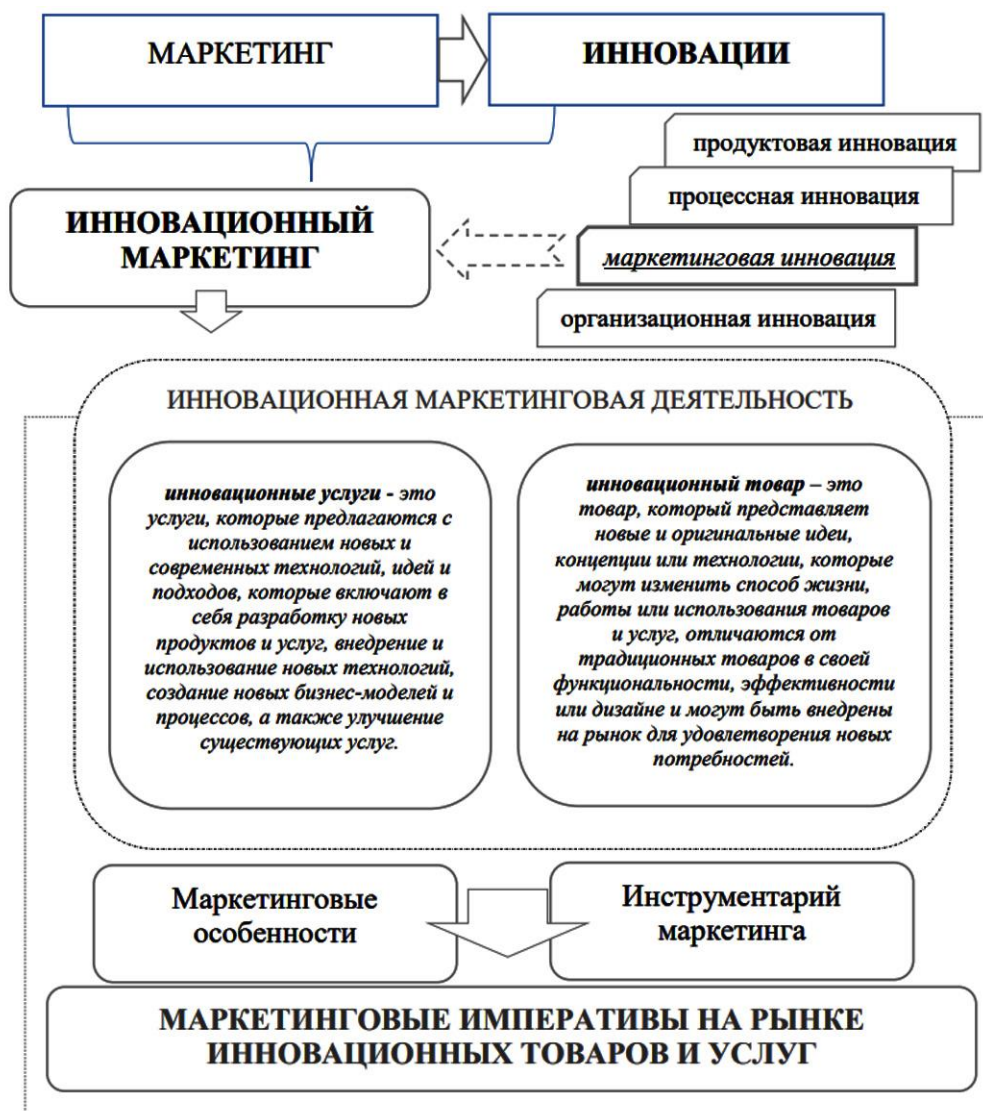 МАРКЕТИНГ
ИННОВАЦИИ
продуктовая инновация
процессная инновация
ИННОВАЦИОННЫЙ
МАРКЕТИНГ
маркетинговая инновация
организационная инновация
ИННОВАЦИОННАЯ МАРКЕТИНГОВАЯ ДЕЯТЕЛЬНОСТЬ
инновационные услуги - это
услуги, которые предлагаются с
использованием новых и
современных технологий, идей и
подходов, которые включают в
себя разработку новых
продуктов и услуг, внедрение и
использование новых технологий,
создание новых бизнес-моделей и
процессов, а также улучшение
существующих услуг.
инновационный товар – это
товар, который представляет
новые и оригинальные идеи,
концепции или технологии, которые
могут изменить способ жизни,
работы или использования товаров
и услуг, отличаются от
традиционных товаров в своей
функциональности, эффективности
или дизайне и могут быть внедрены
на рынок для удовлетворения новых
потребностей.
Маркетинговые
особенности
Инструментарий
маркетинга
МАРКЕТИНГОВЫЕ ИМПЕРАТИВЫ НА РЫНКЕ
ИННОВАЦИОННЫХ ТОВАРОВ И УСЛУГ